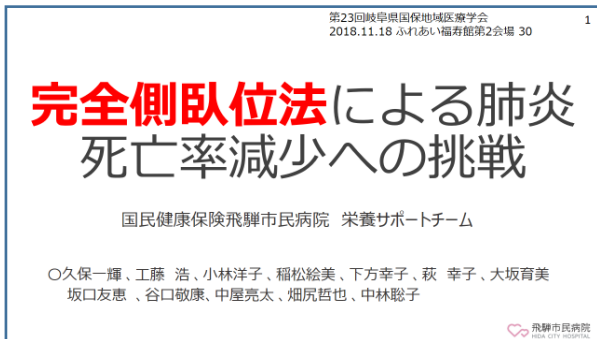 第23回岐阜県国保地域医療学会
2018.11.18 ふれあい福寿館第2会場 30
1
完全側臥位法による肺炎
死亡率減少への挑戦
国民健康保険飛騨市民病院 栄養サポートチーム
〇久保一輝 、工藤 浩 、小林洋子 、稲松絵美 、下方幸子 、萩 幸子 、大坂育美
坂口友恵 、谷口敬康、中屋亮太 、畑尻哲也 、中林聡子
飛騨市民病院
HIDA CITY HOSPITAL